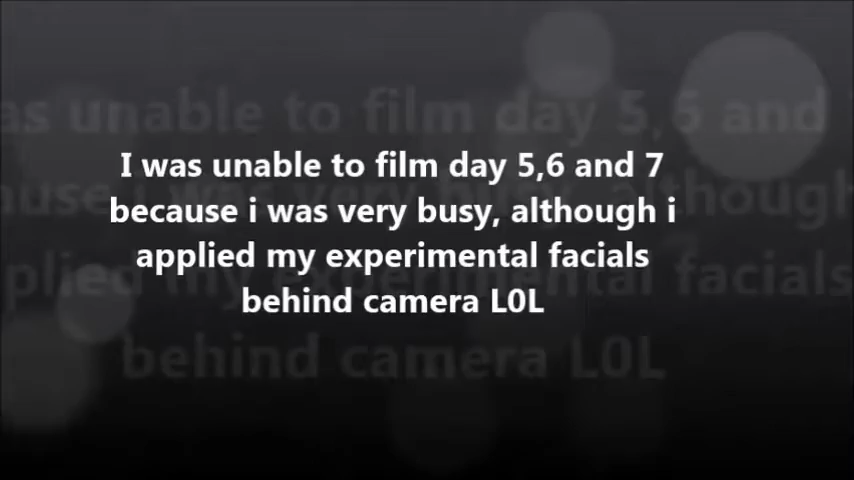 I was unable to film day 5,6 and 7
because i was very busy, although i
applied my experimental facials
behind camera L0L